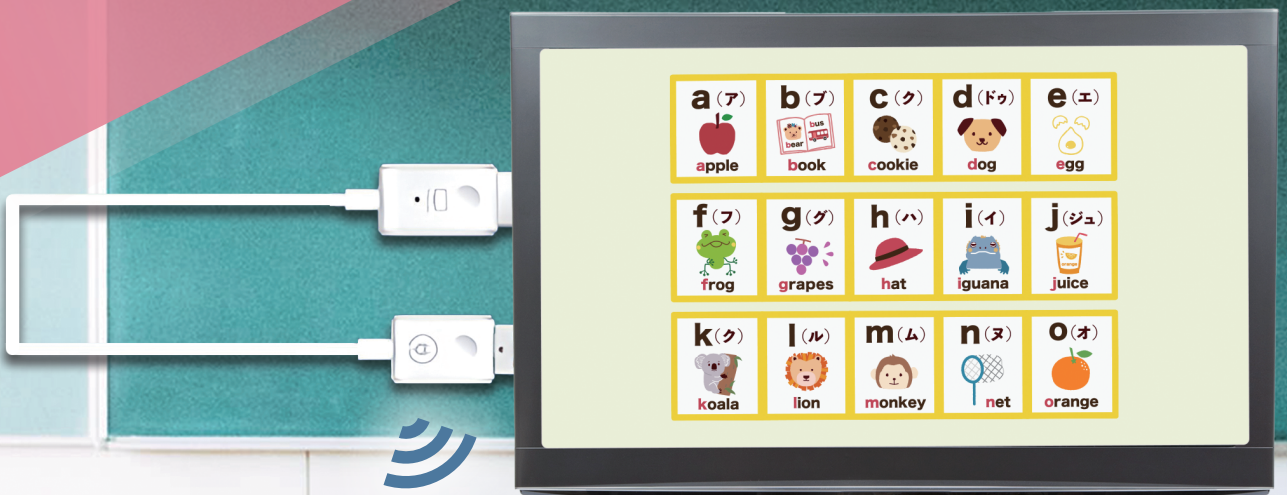 a(ア) b(ブ) c(ク) d(ドゥ) e(エ)
bear bus
apple book cookie dog egg
f(フ) g(グ) h(ハ) i(イ) j(ジュ)
orange
frog grapes hat iguana juice
k(ク) l(ル) m(ム) n(ヌ) o(オ)
koala lion monkey net orange